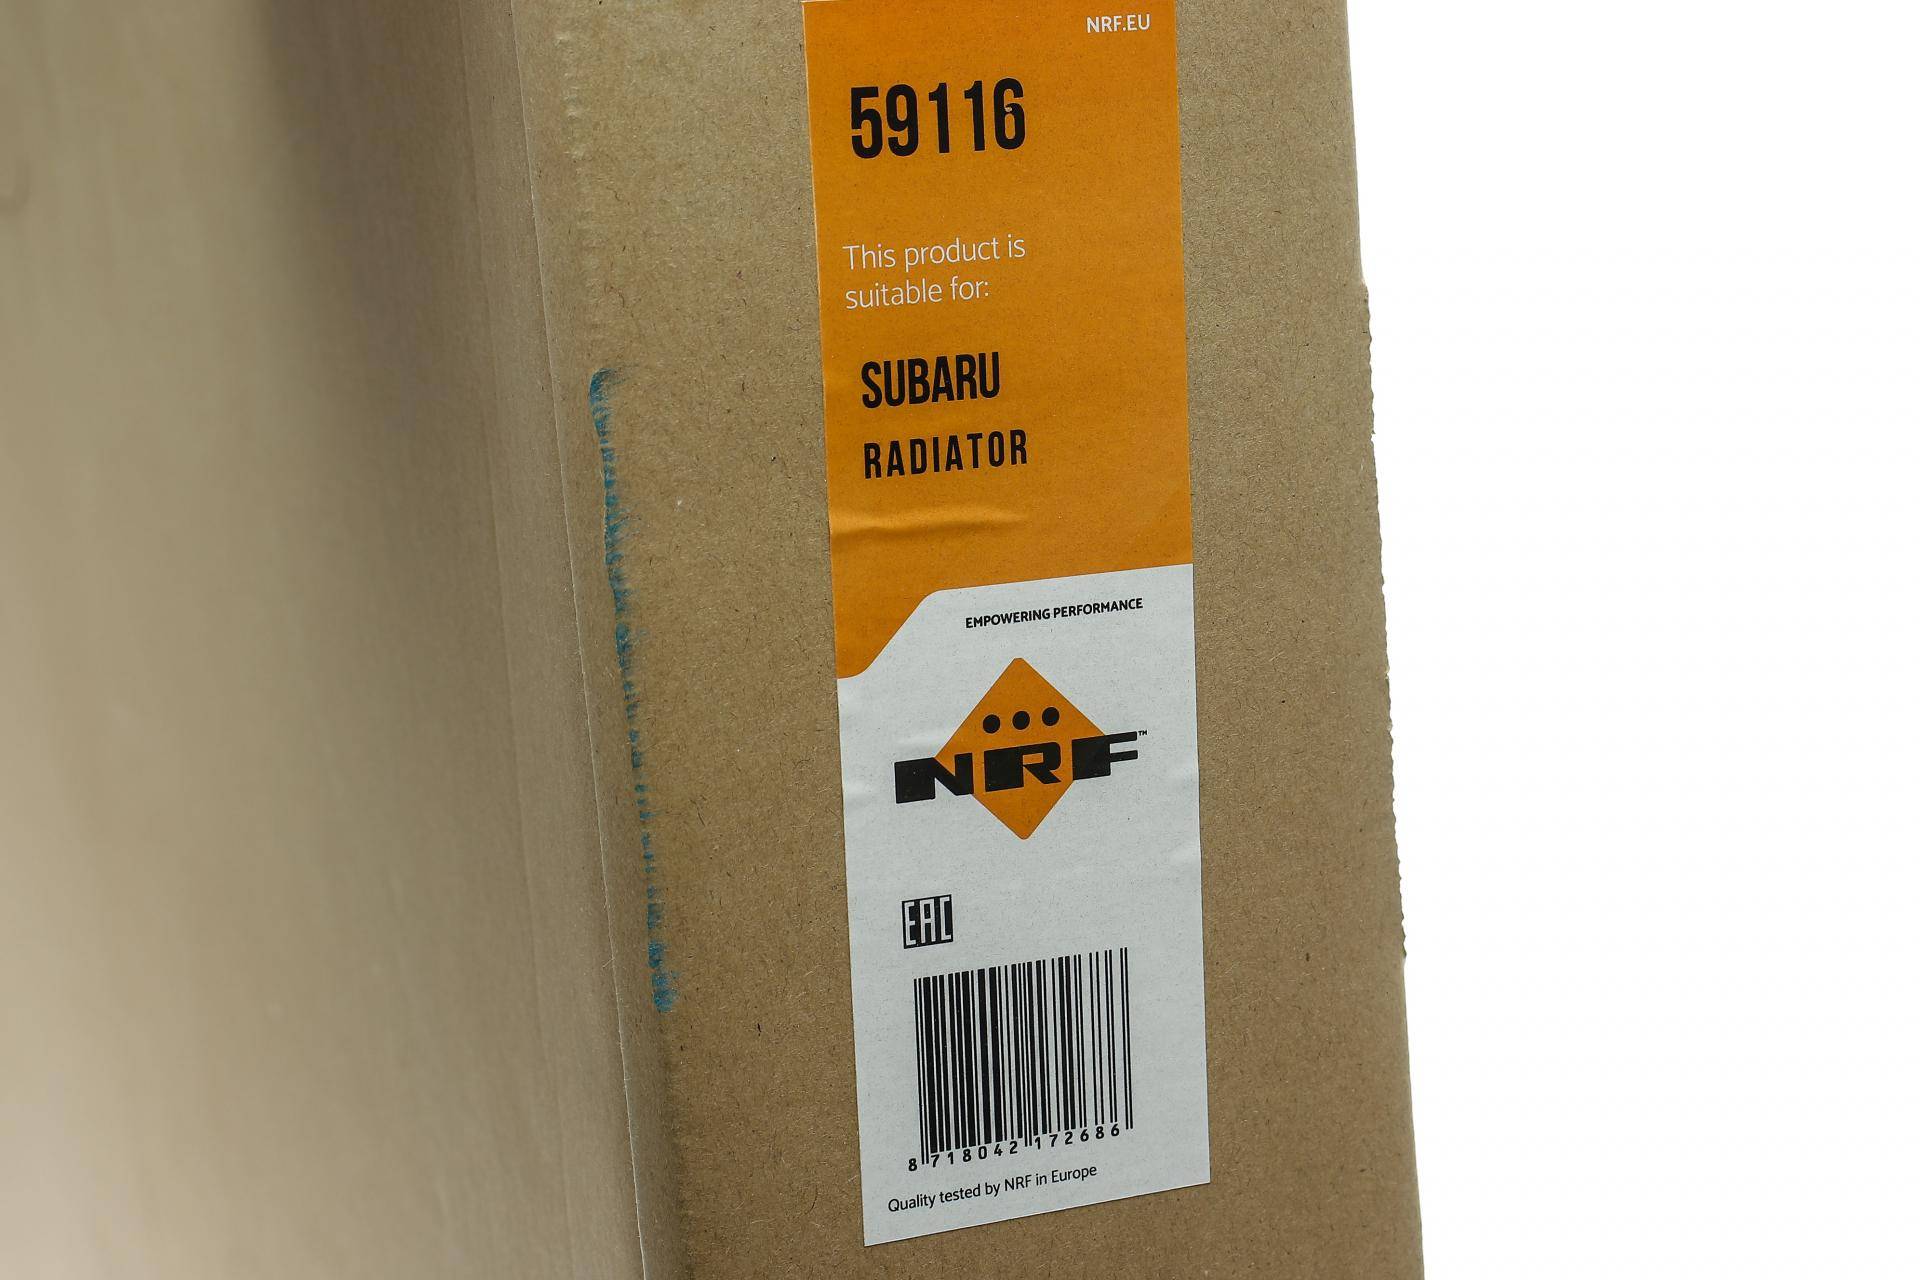 NRF.EU
59116
This product is
suitable for:
SUBARU
RADIATOR
EMPOWERING PERFORMANCE
NRF™
EAC
8 718042 172686
Quality tested by NRF in Europe